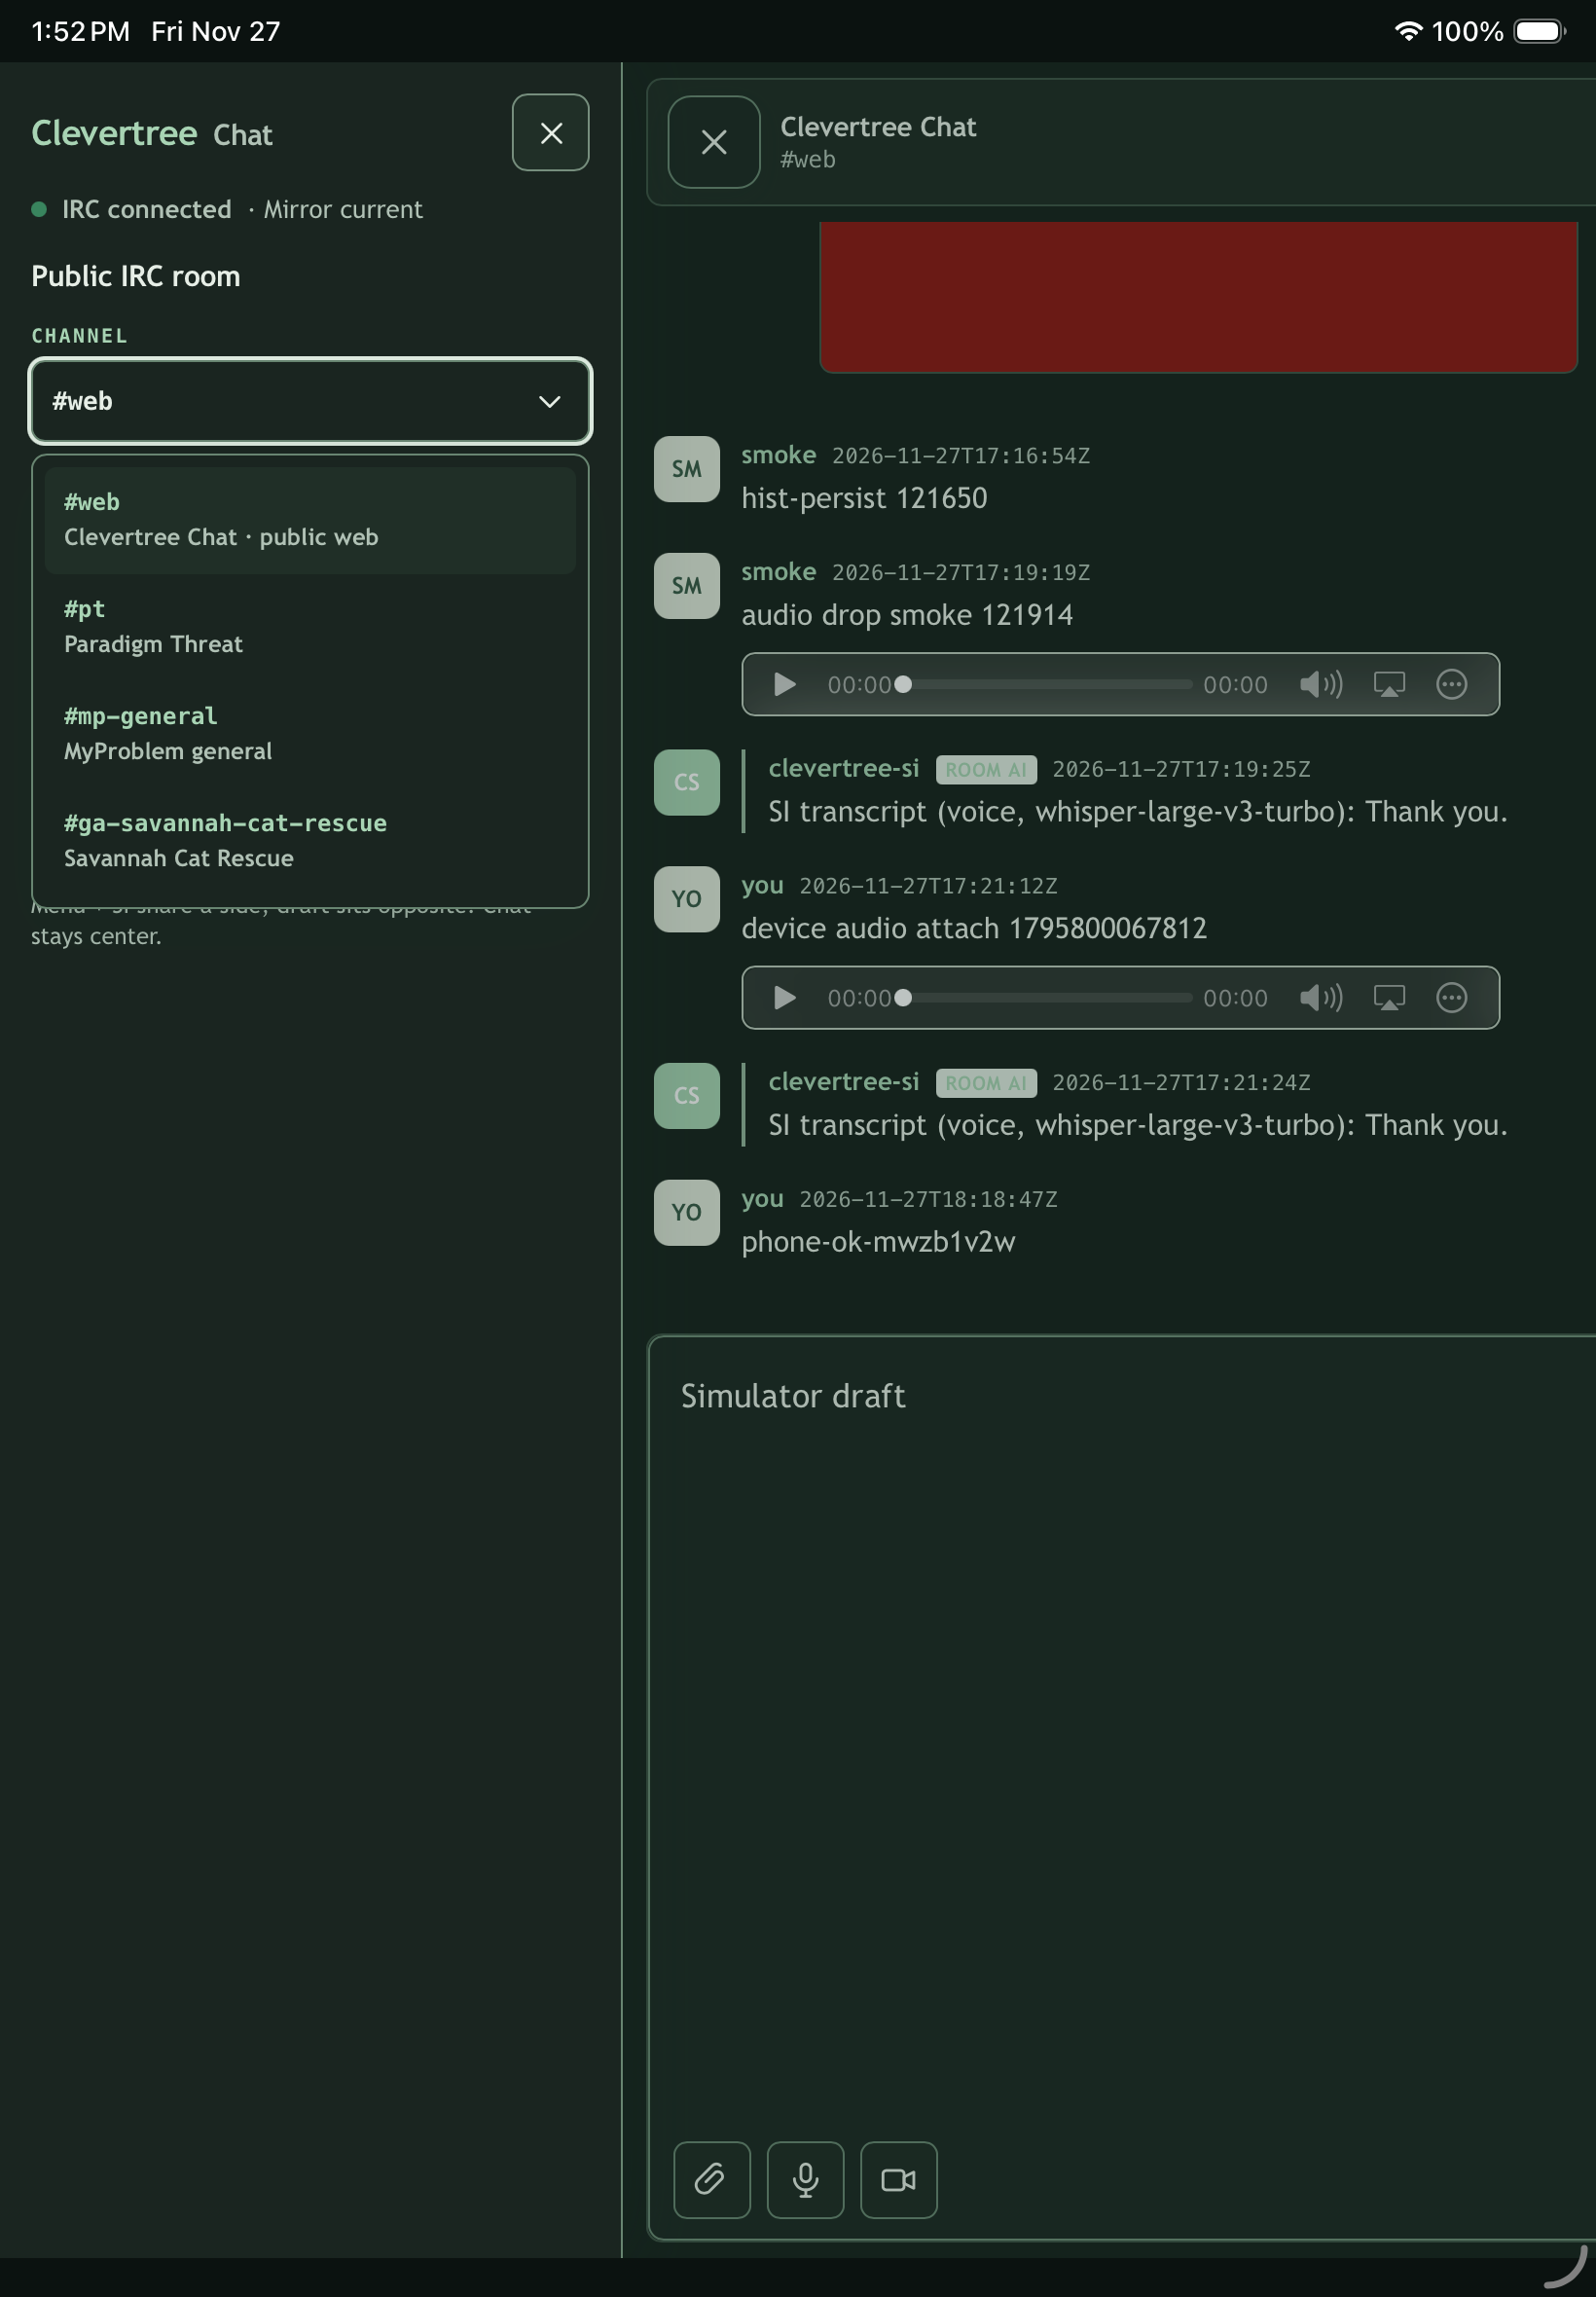 1:52 PM Fri Nov 27
100%
Clevertree Chat
IRC connected · Mirror current
Public IRC room
CHANNEL
#web
#web
Clevertree Chat · public web
#pt
Paradigm Threat
#mp-general
MyProblem general
#ga-savannah-cat-rescue
Savannah Cat Rescue
stays center.
Clevertree Chat
#web
SM
smoke 2026-11-27T17:16:54Z
hist-persist 121650
SM
smoke 2026-11-27T17:19:19Z
audio drop smoke 121914
00:00 00:00
CS
clevertree-si ROOM AI 2026-11-27T17:19:25Z
SI transcript (voice, whisper-large-v3-turbo): Thank you.
YO
you 2026-11-27T17:21:12Z
device audio attach 1795800067812
00:00 00:00
CS
clevertree-si ROOM AI 2026-11-27T17:21:24Z
SI transcript (voice, whisper-large-v3-turbo): Thank you.
YO
you 2026-11-27T18:18:47Z
phone-ok-mwzb1v2w
Simulator draft